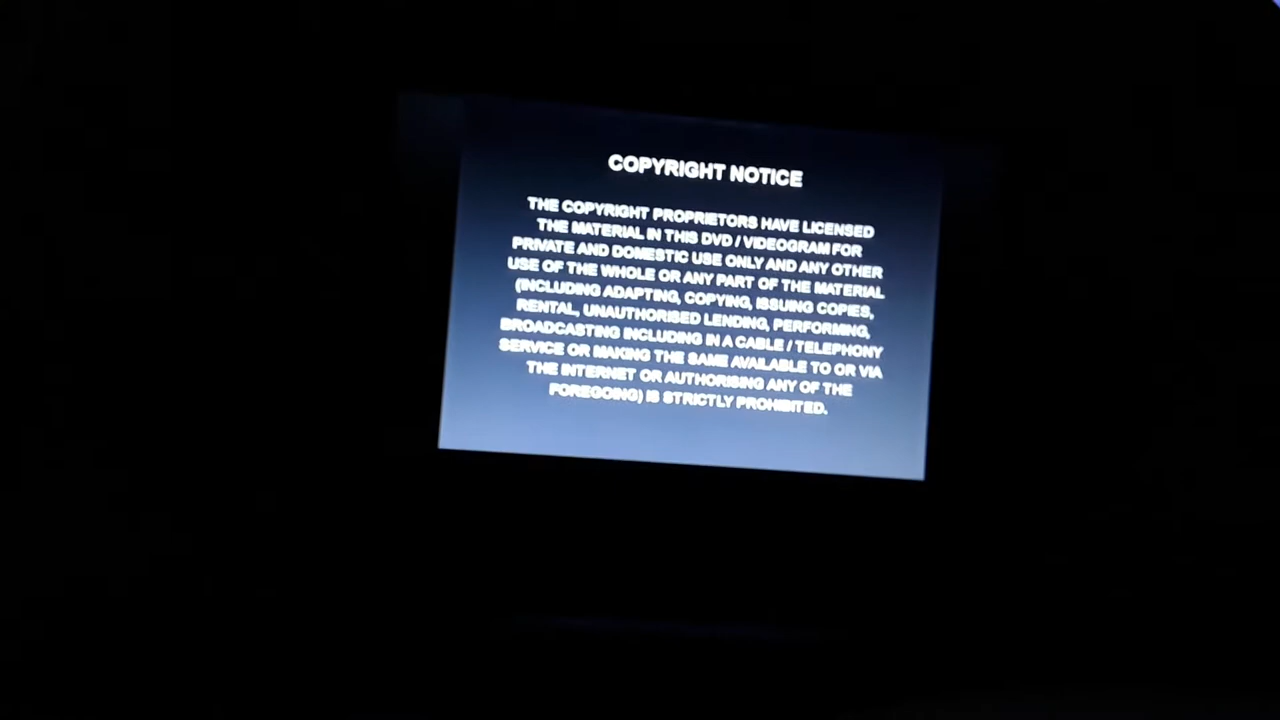 COPYRIGHT NOTICE
THE COPYRIGHT PROPRIETORS HAVE LICENSED
THE MATERIAL IN THIS DVD / VIDEOGRAM FOR
PRIVATE AND DOMESTIC USE ONLY AND ANY OTHER
USE OF THE WHOLE OR ANY PART OF THE MATERIAL
(INCLUDING ADAPTING, COPYING, ISSUING COPIES,
RENTAL, UNAUTHORISED LENDING, PERFORMING,
BROADCASTING INCLUDING IN A CABLE / TELEPHONY
SERVICE OR MAKING THE SAME AVAILABLE TO OR VIA
THE INTERNET OR AUTHORISING ANY OF THE
FOREGOING) IS STRICTLY PROHIBITED.